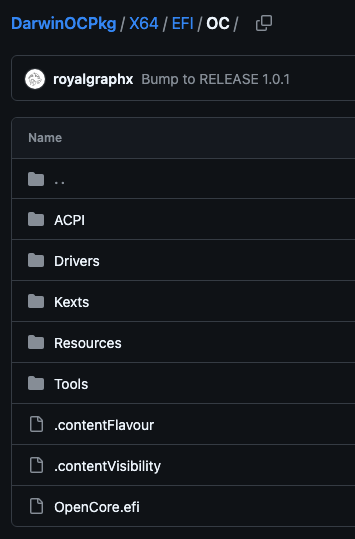 DarwinOCPkg / X64 / EFI / OC /
royalgraphx Bump to RELEASE 1.0.1
Name
..
ACPI
Drivers
Kexts
Resources
Tools
.contentFlavour
.contentVisibility
OpenCore.efi